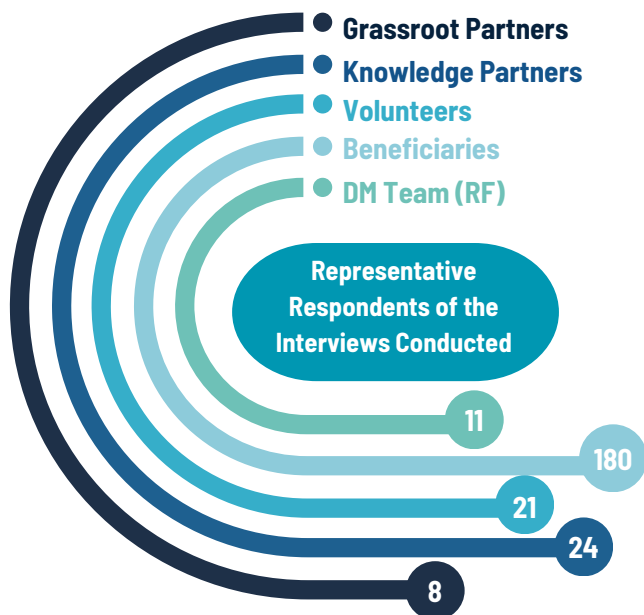 Grassroot Partners
Knowledge Partners
Volunteers
Beneficiaries
DM Team (RF)
Representative
Respondents of the
Interviews Conducted
11
180
21
24
8